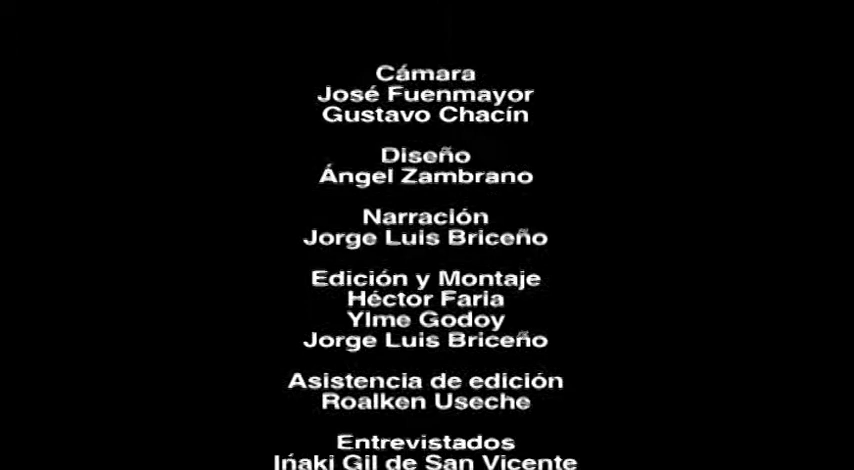 Cámara
José Fuenmayor
Gustavo Chacín
Diseño
Ángel Zambrano
Narración
Jorge Luis Briceño
Edición y Montaje
Héctor Faria
Ylme Godoy
Jorge Luis Briceño
Asistencia de edición
Roalken Useche
Entrevistados
Iñaki Gil de San Vicente